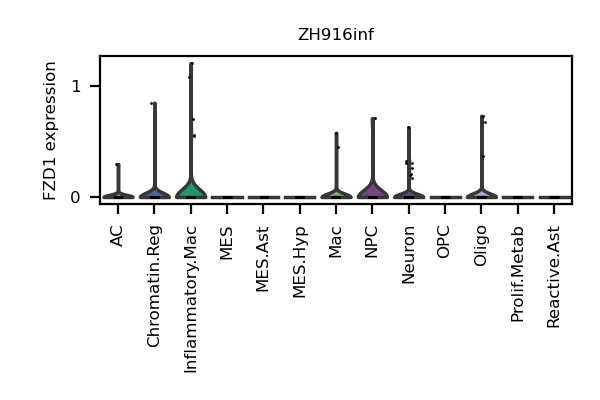 ZH916inf
FZD1 expression
1
0
AC
Chromatin.Reg
Inflammatory.Mac
MES
MES.Ast
MES.Hyp
Mac
NPC
Neuron
OPC
Oligo
Prolif.Metab
Reactive.Ast